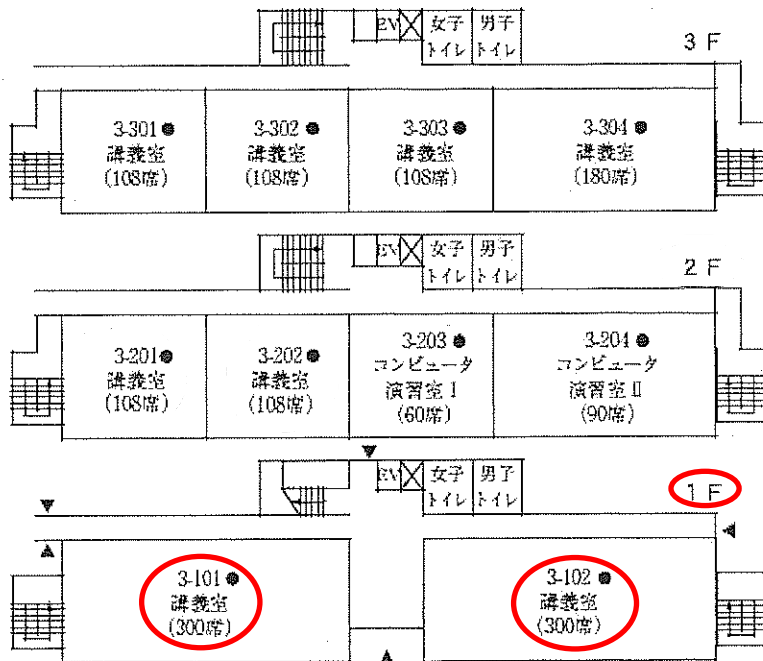 EV
女子
トイレ
男子
トイレ
3 F
3-301 ●
講義室
(108席)
3-302 ●
講義室
(108席)
3-303 ●
講義室
(108席)
3-304 ●
講義室
(180席)
EV
女子
トイレ
男子
トイレ
2 F
3-201 ●
講義室
(108席)
3-202 ●
講義室
(108席)
3-203 ●
コンピュータ
演習室 I
(60席)
3-204 ●
コンピュータ
演習室 II
(90席)
EV
女子
トイレ
男子
トイレ
1 F
3-101 ●
講義室
(300席)
3-102 ●
講義室
(300席)